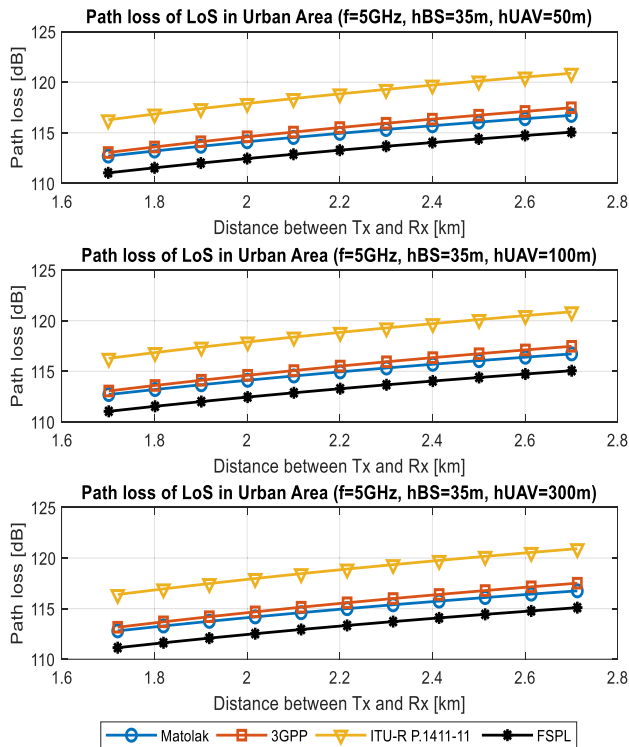 Path loss of LoS in Urban Area (f=5GHz, hBS=35m, hUAV=50m)
125
120
115
110
Path loss [dB]
1.6 1.8 2 2.2 2.4 2.6 2.8
Distance between Tx and Rx [km]
Path loss of LoS in Urban Area (f=5GHz, hBS=35m, hUAV=100m)
125
120
115
110
Path loss [dB]
1.6 1.8 2 2.2 2.4 2.6 2.8
Distance between Tx and Rx [km]
Path loss of LoS in Urban Area (f=5GHz, hBS=35m, hUAV=300m)
125
120
115
110
Path loss [dB]
1.6 1.8 2 2.2 2.4 2.6 2.8
Distance between Tx and Rx [km]
Matolak 3GPP ITU-R P.1411-11 FSPL